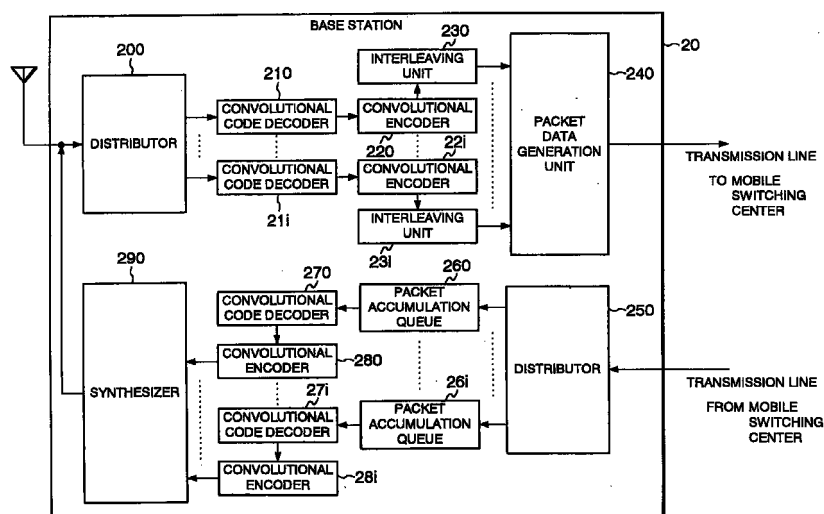 BASE STATION
20
200
DISTRIBUTOR
210
CONVOLUTIONAL
CODE DECODER
CONVOLUTIONAL
CODE DECODER
21i
230
INTERLEAVING
UNIT
CONVOLUTIONAL
ENCODER
220
22i
CONVOLUTIONAL
ENCODER
INTERLEAVING
UNIT
23i
240
PACKET
DATA
GENERATION
UNIT
TRANSMISSION LINE
TO MOBILE
SWITCHING
CENTER
290
SYNTHESIZER
270
CONVOLUTIONAL
CODE DECODER
CONVOLUTIONAL
ENCODER
280
27i
CONVOLUTIONAL
CODE DECODER
CONVOLUTIONAL
ENCODER
28i
260
PACKET
ACCUMULATION
QUEUE
26i
PACKET
ACCUMULATION
QUEUE
250
DISTRIBUTOR
TRANSMISSION LINE
FROM MOBILE
SWITCHING
CENTER